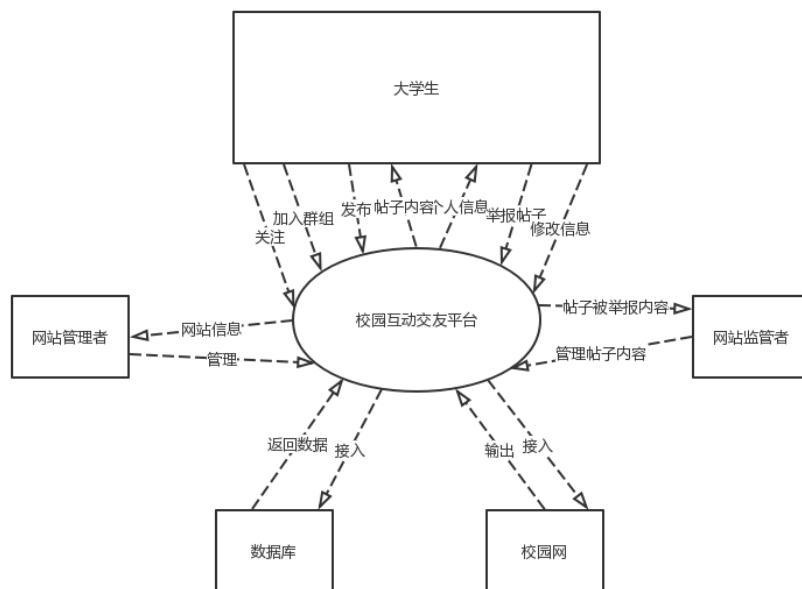 大学生
加入群组
关注
发布
帖子内容
个人信息
举报帖子
修改信息
网站管理者
网站信息
管理
校园互动交友平台
帖子被举报内容
管理帖子内容
网站监管者
返回数据
接入
输出
接入
数据库
校园网